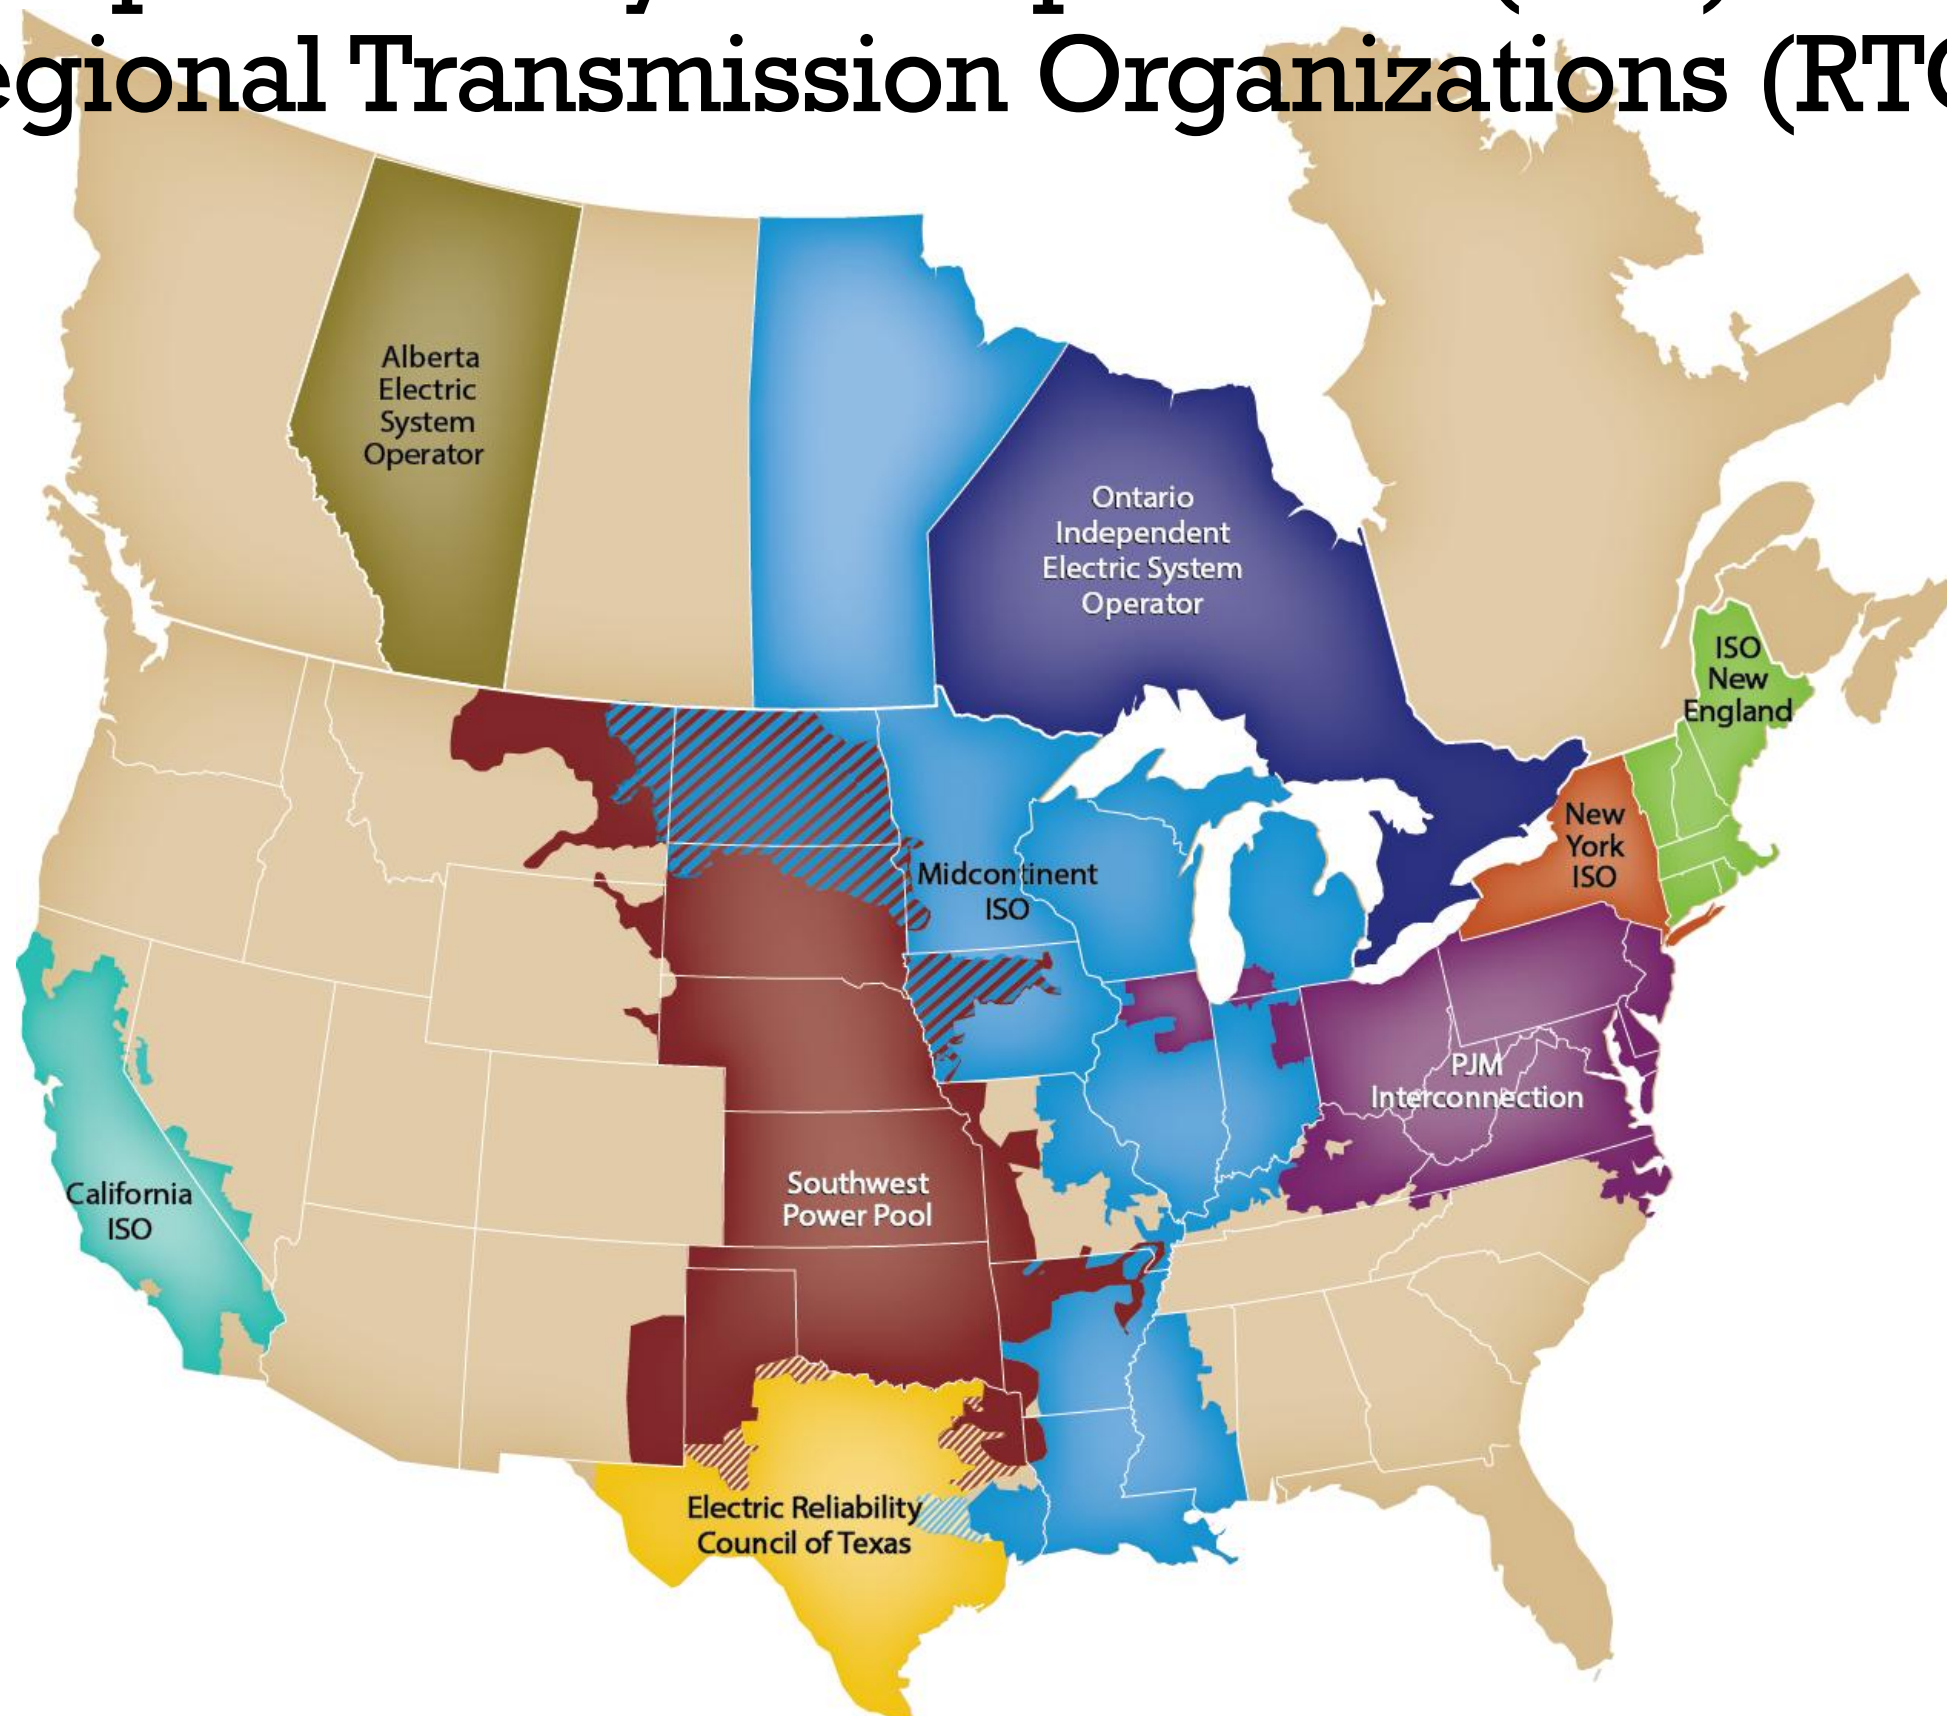 egional Transmission Organizations (RTO
Alberta
Electric
System
Operator
Ontario
Independent
Electric System
Operator
ISO
New
England
New
York
ISO
Midcontinent
ISO
PJM
Interconnection
Southwest
Power Pool
California
ISO
Electric Reliability
Council of Texas